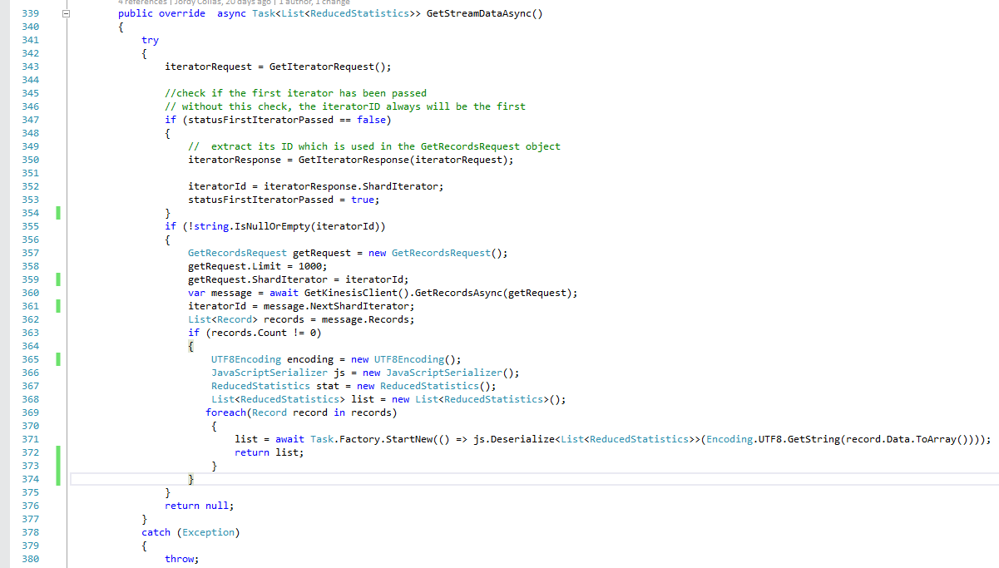 4 references | Jordy Collas, 20 days ago | 1 author, 1 change
339 public override  async Task<List<ReducedStatistics>> GetStreamDataAsync()
340 {
341 try
342 {
343 iteratorRequest = GetIteratorRequest();
344
345 //check if the first iterator has been passed
346 // without this check, the iteratorID always will be the first
347 if (statusFirstIteratorPassed == false)
348 {
349 //  extract its ID which is used in the GetRecordsRequest object
350 iteratorResponse = GetIteratorResponse(iteratorRequest);
351
352 iteratorId = iteratorResponse.ShardIterator;
353 statusFirstIteratorPassed = true;
354 }
355 if (!string.IsNullOrEmpty(iteratorId))
356 {
357 GetRecordsRequest getRequest = new GetRecordsRequest();
358 getRequest.Limit = 1000;
359 getRequest.ShardIterator = iteratorId;
360 var message = await GetKinesisClient().GetRecordsAsync(getRequest);
361 iteratorId = message.NextShardIterator;
362 List<Record> records = message.Records;
363 if (records.Count != 0)
364 {
365 UTF8Encoding encoding = new UTF8Encoding();
366 JavaScriptSerializer js = new JavaScriptSerializer();
367 ReducedStatistics stat = new ReducedStatistics();
368 List<ReducedStatistics> list = new List<ReducedStatistics>();
369 foreach(Record record in records)
370 {
371 list = await Task.Factory.StartNew(() => js.Deserialize<List<ReducedStatistics>>(Encoding.UTF8.GetString(record.Data.ToArray())));
372 return list;
373 }
374 }
375 }
376 return null;
377 }
378 catch (Exception)
379 {
380 throw;